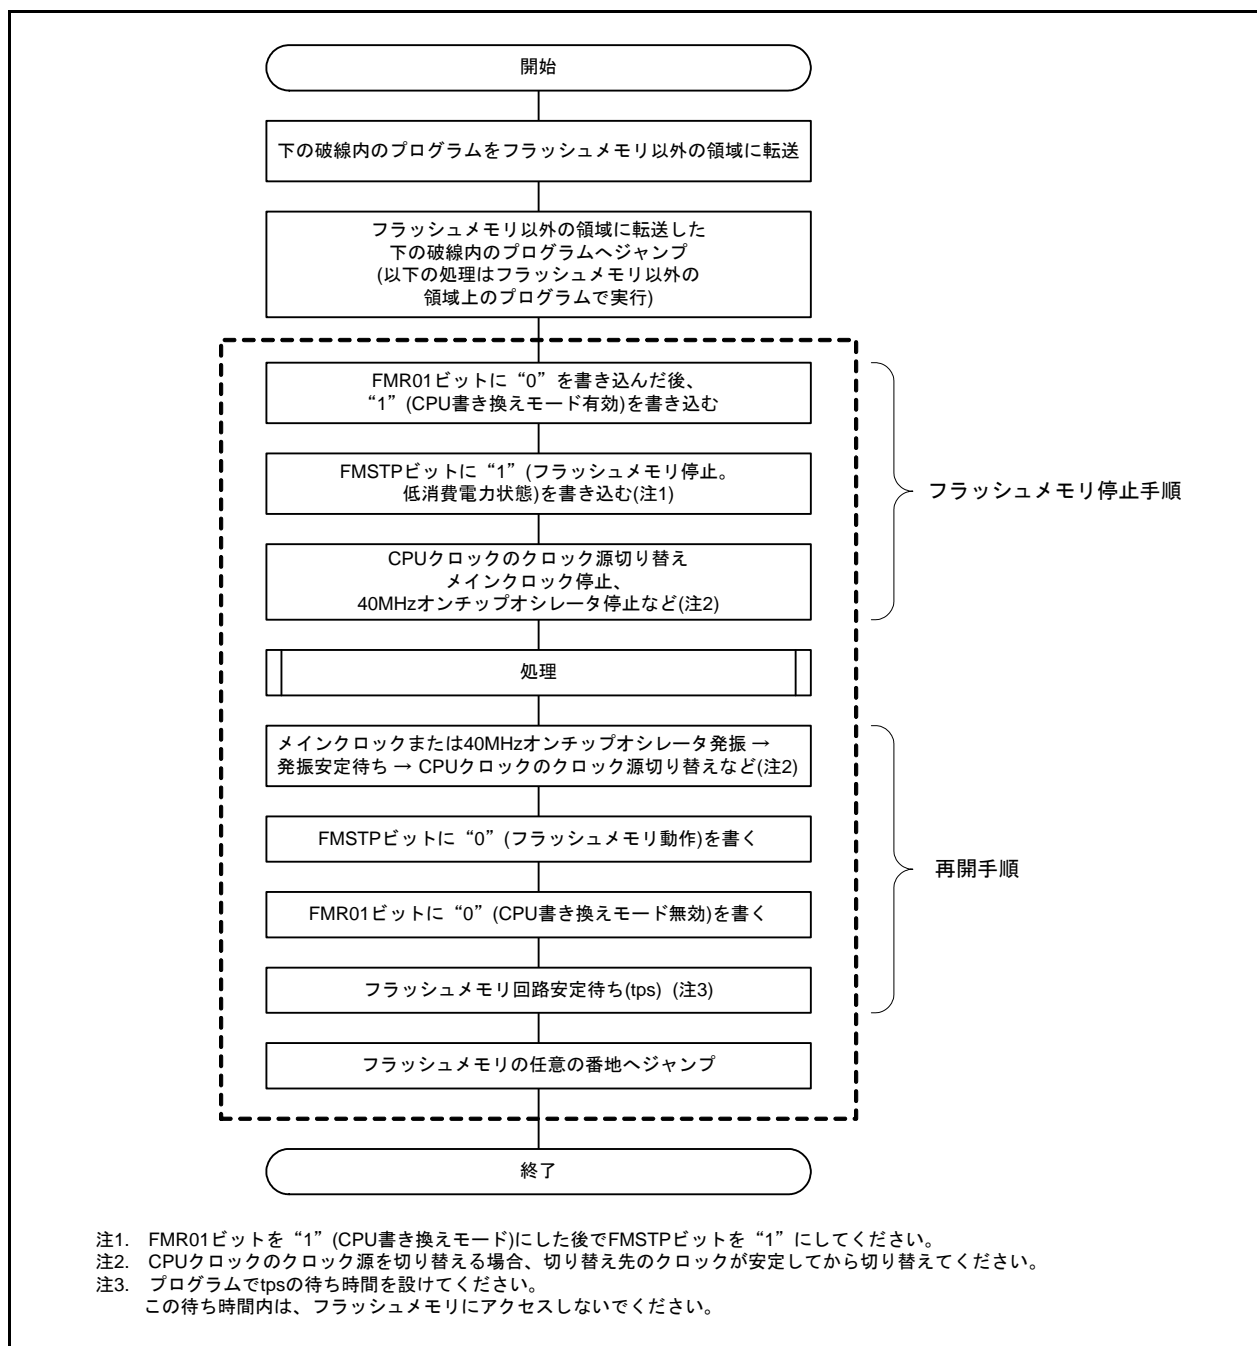 開始
下の破線内のプログラムをフラッシュメモリ以外の領域に転送
フラッシュメモリ以外の領域に転送した
下の破線内のプログラムへジャンプ
(以下の処理はフラッシュメモリ以外の
領域上のプログラムで実行)
FMR01ビットに“0”を書き込んだ後、
“1”(CPU書き換えモード有効)を書き込む
FMSTPビットに“1”(フラッシュメモリ停止。
低消費電力状態)を書き込む(注1)
フラッシュメモリ停止手順
CPUクロックのクロック源切り替え
メインクロック停止、
40MHzオンチップオシレータ停止など(注2)
処理
メインクロックまたは40MHzオンチップオシレータ発振 →
発振安定待ち → CPUクロックのクロック源切り替えなど(注2)
FMSTPビットに“0”(フラッシュメモリ動作)を書く
再開手順
FMR01ビットに“0”(CPU書き換えモード無効)を書く
フラッシュメモリ回路安定待ち(tps) (注3)
フラッシュメモリの任意の番地へジャンプ
終了
注1. FMR01ビットを“1”(CPU書き換えモード)にした後でFMSTPビットを“1”にしてください。
注2. CPUクロックのクロック源を切り替える場合、切り替え先のクロックが安定してから切り替えてください。
注3. プログラムでtpsの待ち時間を設けてください。
この待ち時間内は、フラッシュメモリにアクセスしないでください。